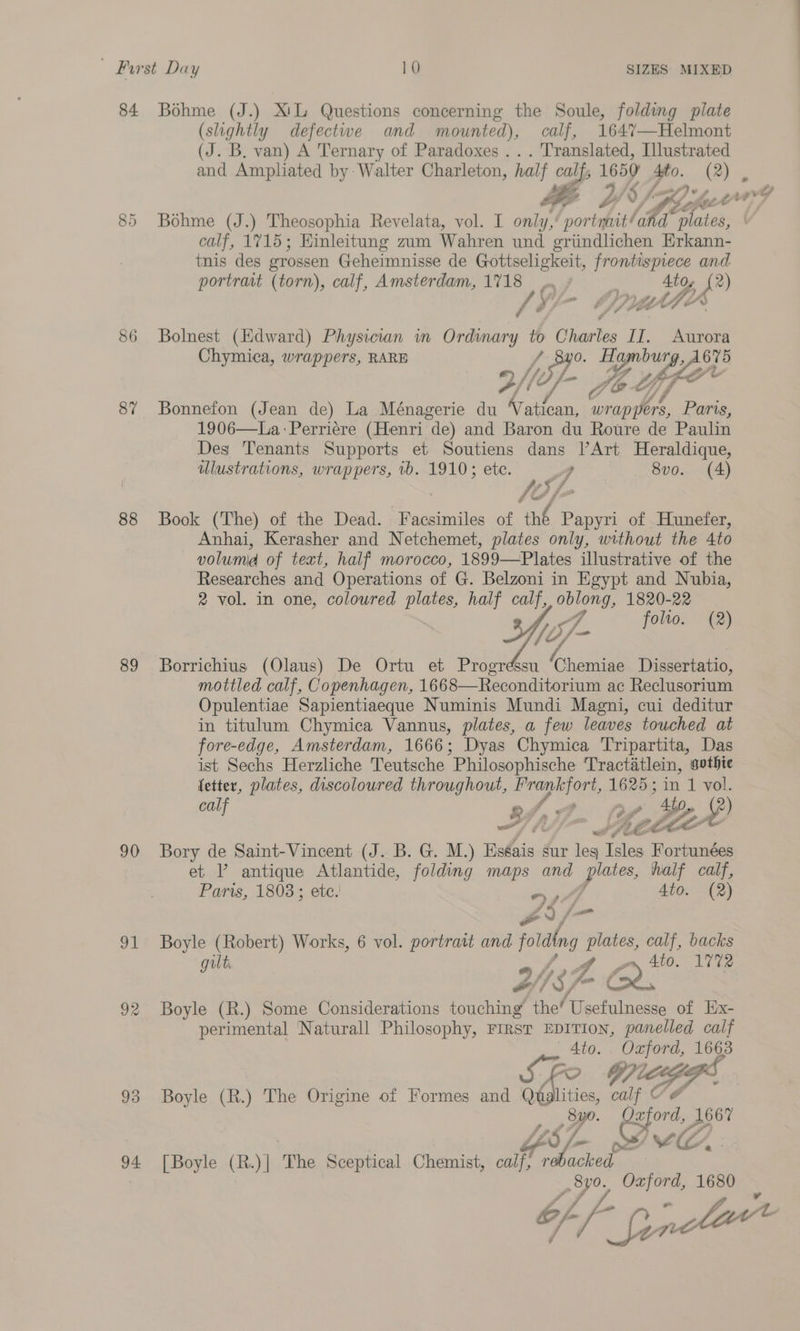 First Day 10 SIZES MIXED
84 Böhme (J.) XL Questions concerning the Soule, folding plate
(slightly defective and mounted), calf, 1647—Helmont
(J. B. van) A Ternary of Paradoxes . . . Translated, Illustrated
and Ampliated by Walter Charleton, half calf, 1650 4to. (2)
85 Böhme (J.) Theosophia Revelata, vol. I only, portrait and plates,
calf, 1715; Einleitung zum Wahren und gründlichen Erkann-
tnis des grossen Geheimnisse de Gottseligkeit, frontispiece and
portrait (torn), calf, Amsterdam, 1718 4to, (2)
86 Bolnest (Edward) Physician in Ordinary to Charles II. Aurora
Chymica, wrappers, RARE 8vo. Hamburg, 1675
87 Bonnefon (Jean de) La Ménagerie du Vatican, wrappers, Paris,
1906—La Perrière (Henri de) and Baron du Roure de Paulin
Des Tenants Supports et Soutiens dans l'Art Heraldique,
illustrations, wrappers, ib. 1910; etc. 8vo. (4)
88 Book (The) of the Dead. Facsimiles of the Papyri of Hunefer,
Anhai, Kerasher and Netchemet, plates only, without the 4to
volume of text, half morocco, 1899—Plates illustrative of the
Researches and Operations of G. Belzoni in Egypt and Nubia,
2 vol. in one, coloured plates, half calf, oblong, 1820-22
folio. (2)
89 Borrichius (Olaus) De Ortu et Progressu Chemiae Dissertatio,
mottled calf, Copenhagen, 1668—Reconditorium ac Reclusorium
Opulentiae Sapientiaeque Numinis Mundi Magni, cui deditur
in titulum Chymica Vannus, plates, a few leaves touched at
fore-edge, Amsterdam, 1666; Dyas Chymica Tripartita, Das
ist Sechs Herzliche Teutsche Philosophische Tractätlein, gothic
letter, plates, discoloured throughout, Frankfort, 1625; in 1 vol.
calf 4to, (2)
90 Bory de Saint-Vincent (J. B. G. M.) Essais sur les Isles Fortunées
et l' antique Atlantide, folding maps and plates, half calf,
Paris, 1803; etc. 4to. (2)
25/-
91 Boyle (Robert) Works, 6 vol. portrait and folding plates, calf, backs
gilt 4to. 1772
92 Boyle (R.) Some Considerations touching the Usefulnesse of Ex-
perimental Naturall Philosophy, FIRST EDITION, panelled calf
4to. Oxford, 1663
93 Boyle (R.) The Origine of Formes and Qualities, calf
8vo. Oxford, 1667
94 [Boyle (R.)] The Sceptical Chemist, calf, rebacked
8vo. Oxford, 1680